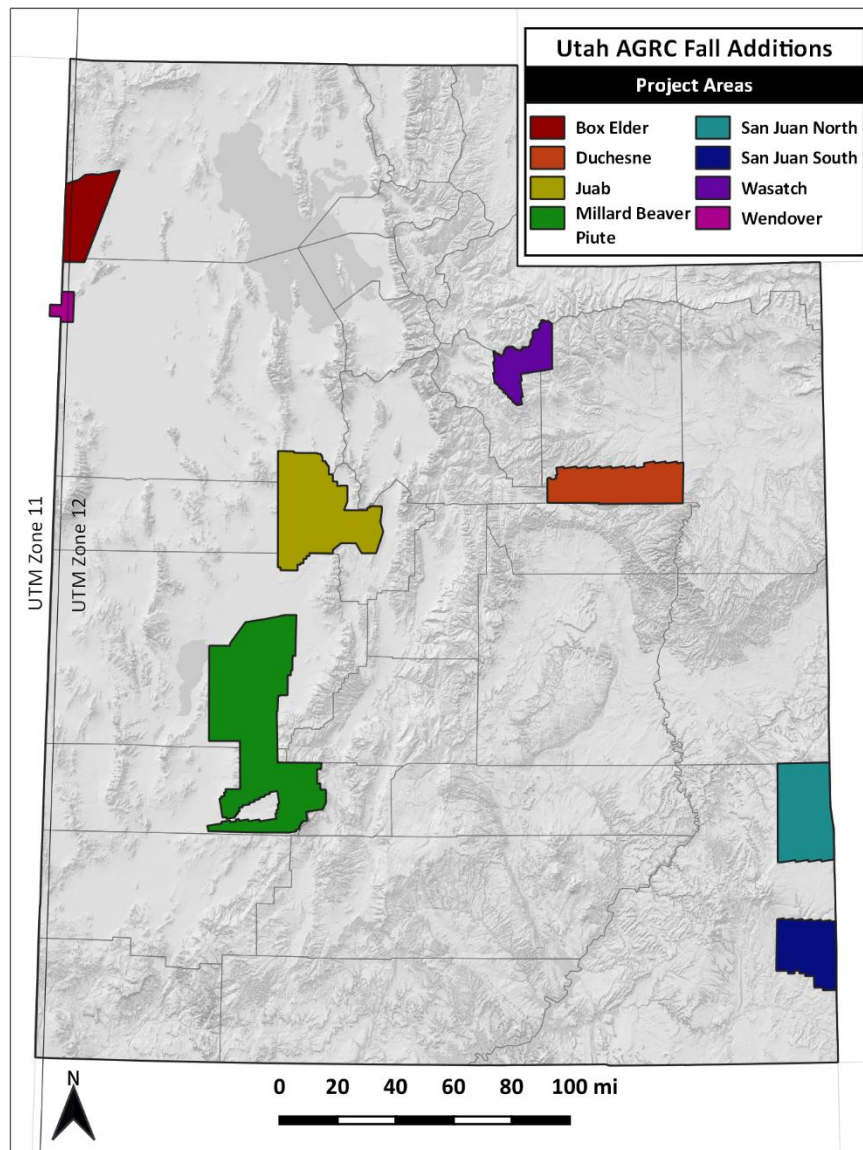 Utah AGRC Fall Additions
Project Areas
Box Elder
Duchesne
Juab
Millard Beaver
Piute
San Juan North
San Juan South
Wasatch
Wendover
UTM Zone 11
UTM Zone 12
N
0 20 40 60 80 100 mi